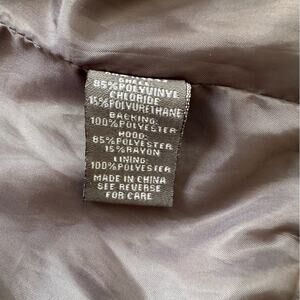 85%POLYVINYL
CHLORIDE
15%POLYURETHANE
BACKING:
100%POLYESTER
HOOD:
85%POLYESTER
15%RAYON
LINING:
100%POLYESTER
MADE IN CHINA
SEE REVERSE
FOR CARE